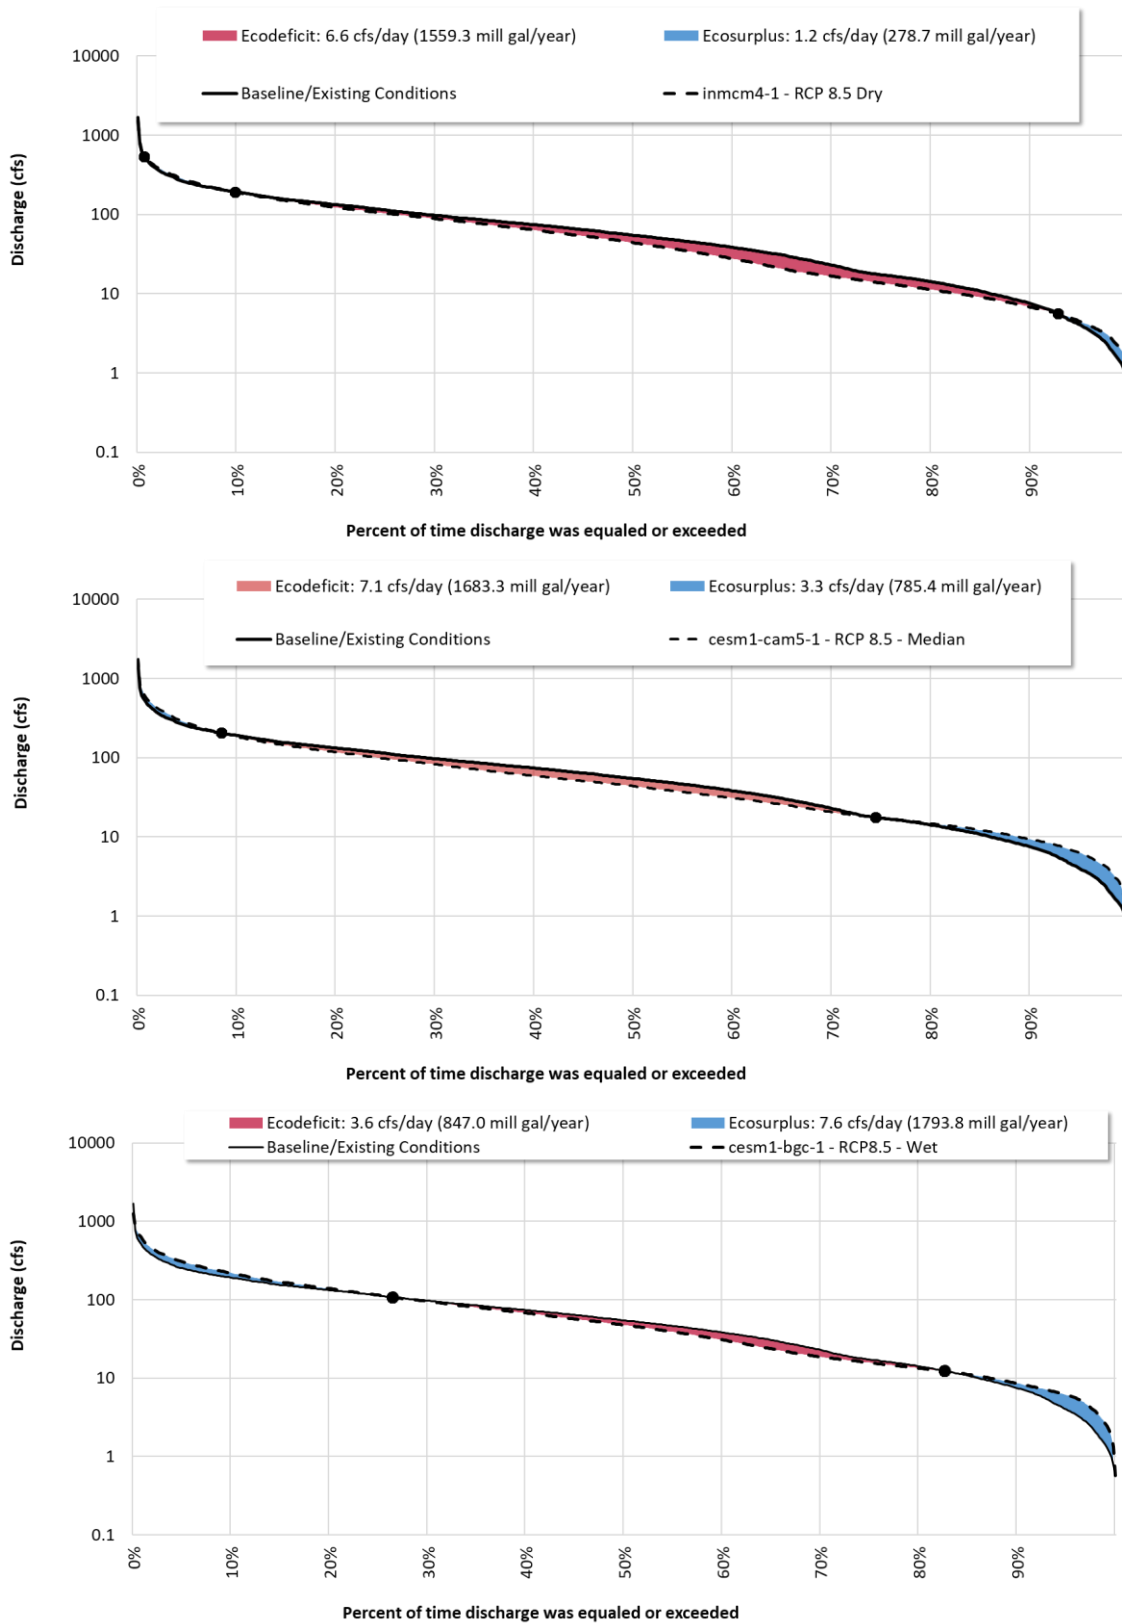 Ecodeficit: 6.6 cfs/day (1559.3 mill gal/year) Ecosurplus: 1.2 cfs/day (278.7 mill gal/year)
Baseline/Existing Conditions inmcm4-1 - RCP 8.5 Dry
10000
1000
100
10
1
0.1
Discharge (cfs)
0% 10% 20% 30% 40% 50% 60% 70% 80% 90%
Percent of time discharge was equaled or exceeded
Ecodeficit: 7.1 cfs/day (1683.3 mill gal/year) Ecosurplus: 3.3 cfs/day (785.4 mill gal/year)
Baseline/Existing Conditions cesm1-cam5-1 - RCP 8.5 - Median
10000
1000
100
10
1
0.1
Discharge (cfs)
0% 10% 20% 30% 40% 50% 60% 70% 80% 90%
Percent of time discharge was equaled or exceeded
Ecodeficit: 3.6 cfs/day (847.0 mill gal/year) Ecosurplus: 7.6 cfs/day (1793.8 mill gal/year)
Baseline/Existing Conditions cesm1-bgc-1 - RCP8.5 - Wet
10000
1000
100
10
1
0.1
Discharge (cfs)
0% 10% 20% 30% 40% 50% 60% 70% 80% 90%
Percent of time discharge was equaled or exceeded